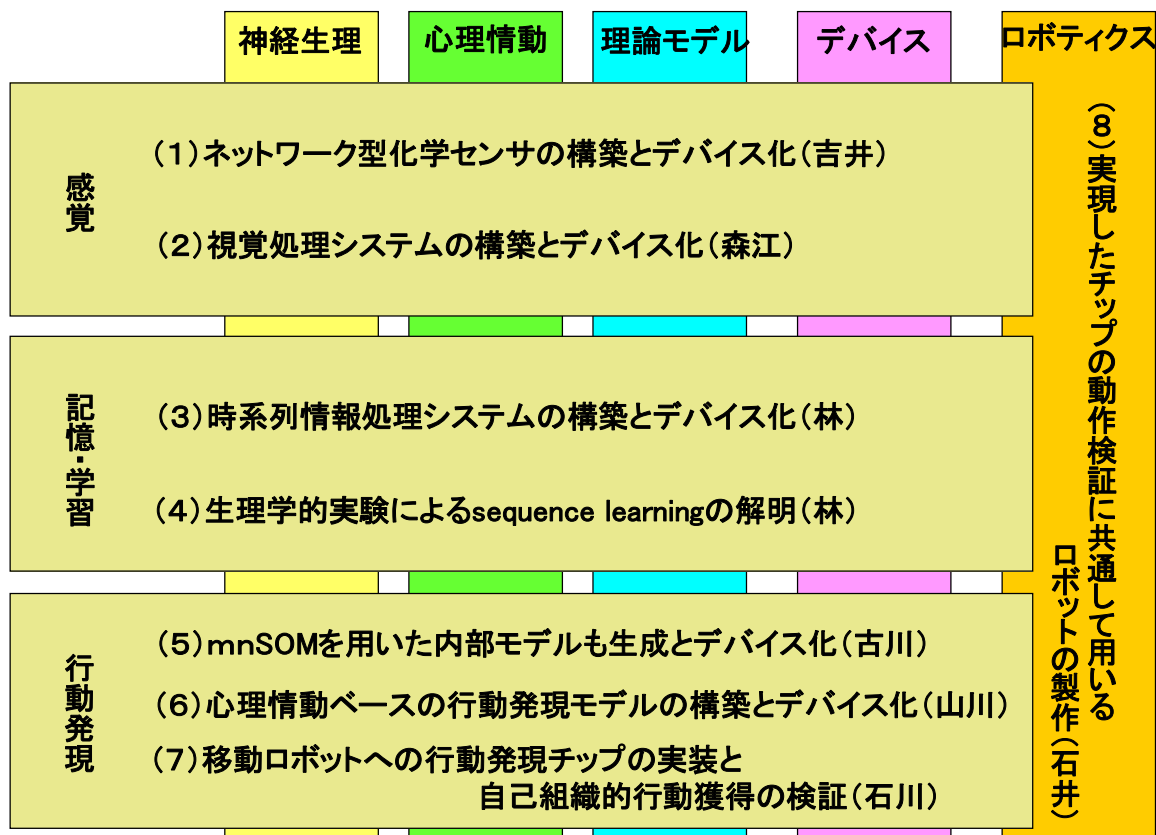 神経生理
心理情動
理論モデル
デバイス
ロボティクス
感覚
（１）ネットワーク型化学センサの構築とデバイス化（吉井）
（２）視覚処理システムの構築とデバイス化（森江）
記憶・学習
（３）時系列情報処理システムの構築とデバイス化（林）
（４）生理学的実験によるsequence learningの解明（林）
行動発現
（５）ｍｎSOMを用いた内部モデルも生成とデバイス化（古川）
（６）心理情動ベースの行動発現モデルの構築とデバイス化（山川）
（７）移動ロボットへの行動発現チップの実装と
自己組織的行動獲得の検証（石川）
（８）実現したチップの動作検証に共通して用いる
ロボットの製作（石井）